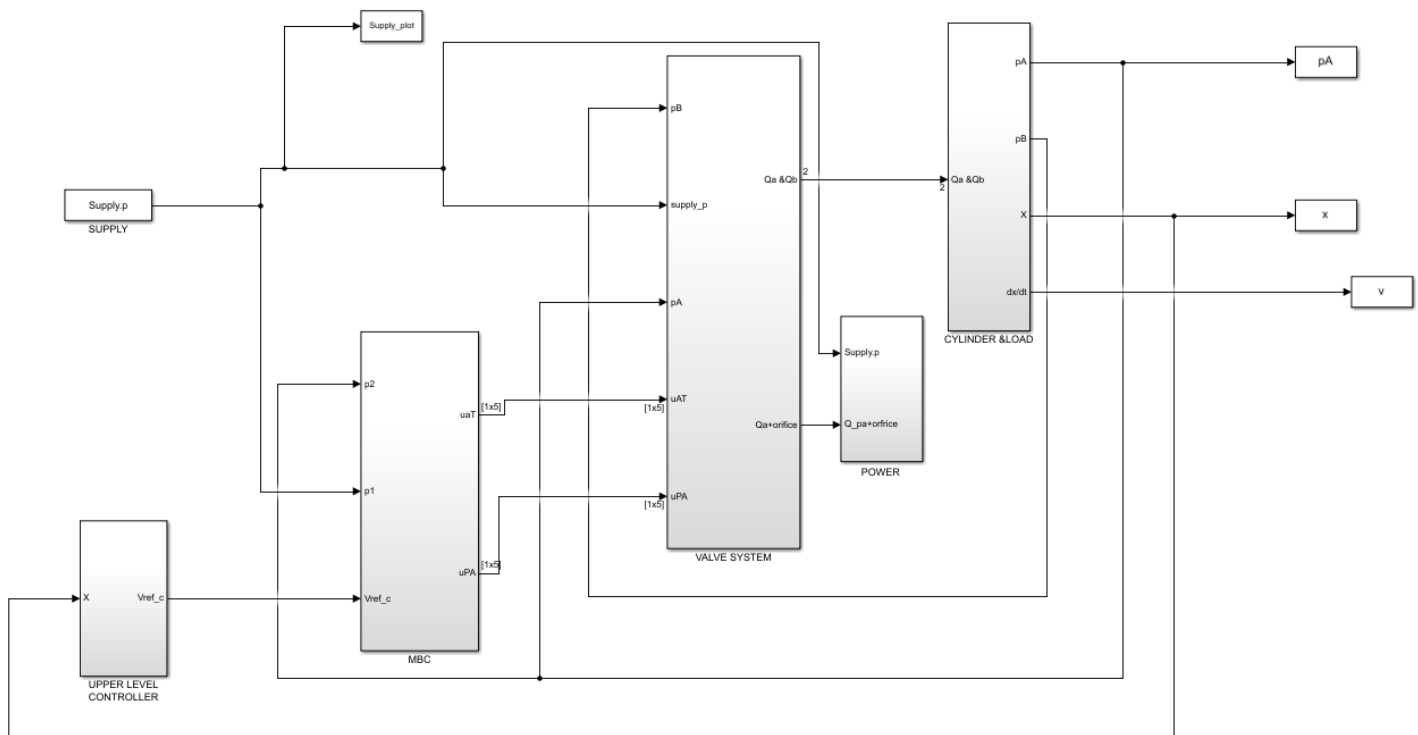 Supply_plot
pA
pA
pB
pB
Supply.p
SUPPLY
supply_p
Qa &Qb
2
2
Qa &Qb
X
x
dx/dt
v
pA
CYLINDER &LOAD
Supply.p
p2
uaT
[1x5]
uAT
[1x5]
Qa+orifice
Q_pa+orfrice
POWER
p1
uPA
[1x5]
VALVE SYSTEM
[1x5]
uPA
X
Vref_c
Vref_c
MBC
UPPER LEVEL
CONTROLLER